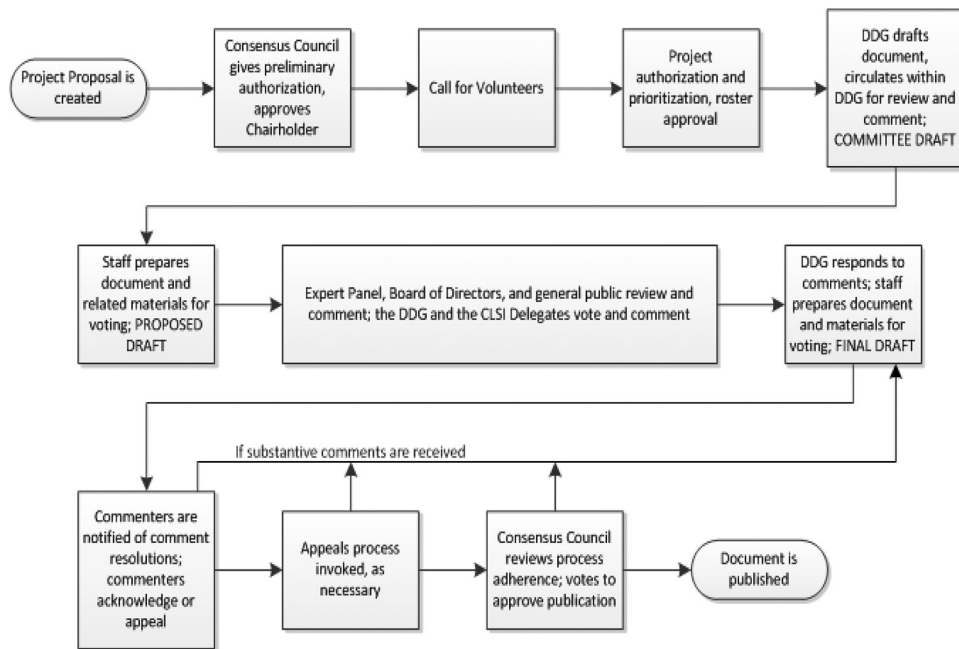 Project Proposal is
created
Consensus Council
gives preliminary
authorization,
approves
Chairholder
Call for Volunteers
Project
authorization and
prioritization, roster
approval
DDG drafts
document,
circulates within
DDG for review and
comment;
COMMITTEE DRAFT
Staff prepares
document and
related materials for
voting; PROPOSED
DRAFT
Expert Panel, Board of Directors, and general public review and
comment; the DDG and the CLSI Delegates vote and comment
DDG responds to
comments; staff
prepares document
and materials for
voting; FINAL DRAFT
If substantive comments are received
Commenters are
notified of comment
resolutions;
commenters
acknowledge or
appeal
Appeals process
invoked, as
necessary
Consensus Council
reviews process
adherence; votes to
approve publication
Document is
published